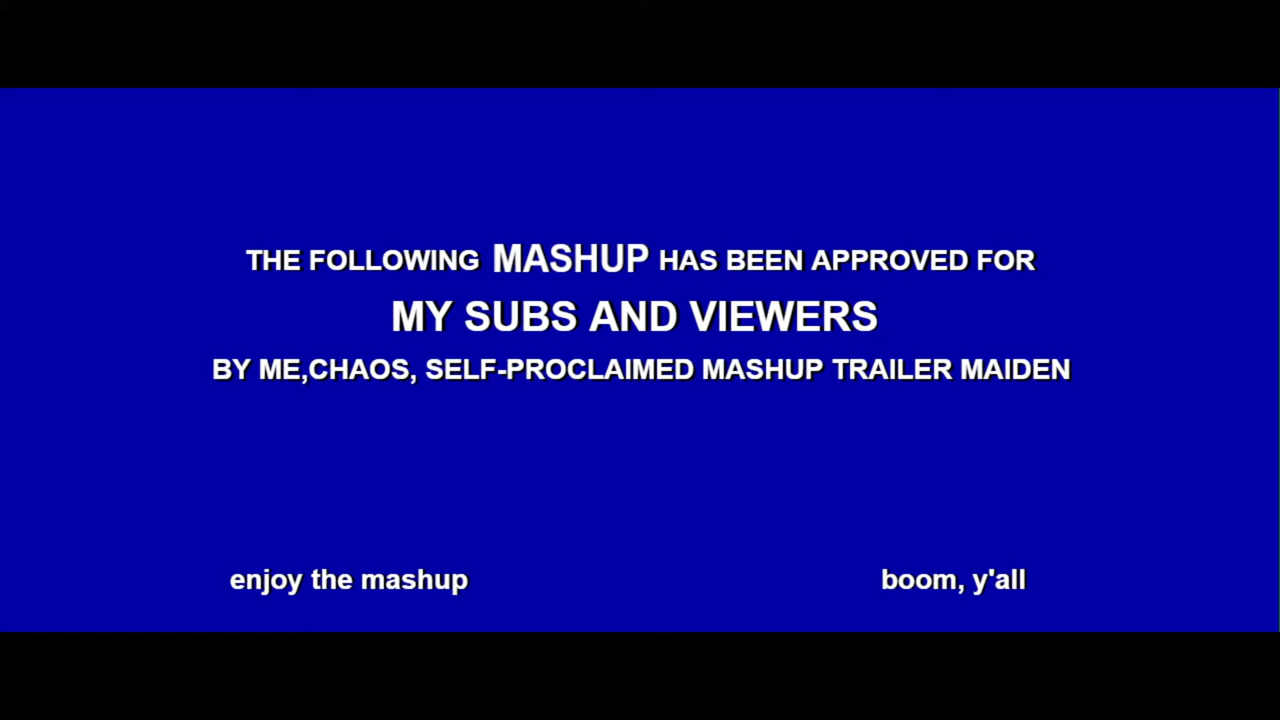 THE FOLLOWING MASHUP HAS BEEN APPROVED FOR
MY SUBS AND VIEWERS
BY ME,CHAOS, SELF-PROCLAIMED MASHUP TRAILER MAIDEN
enjoy the mashup
boom, y'all